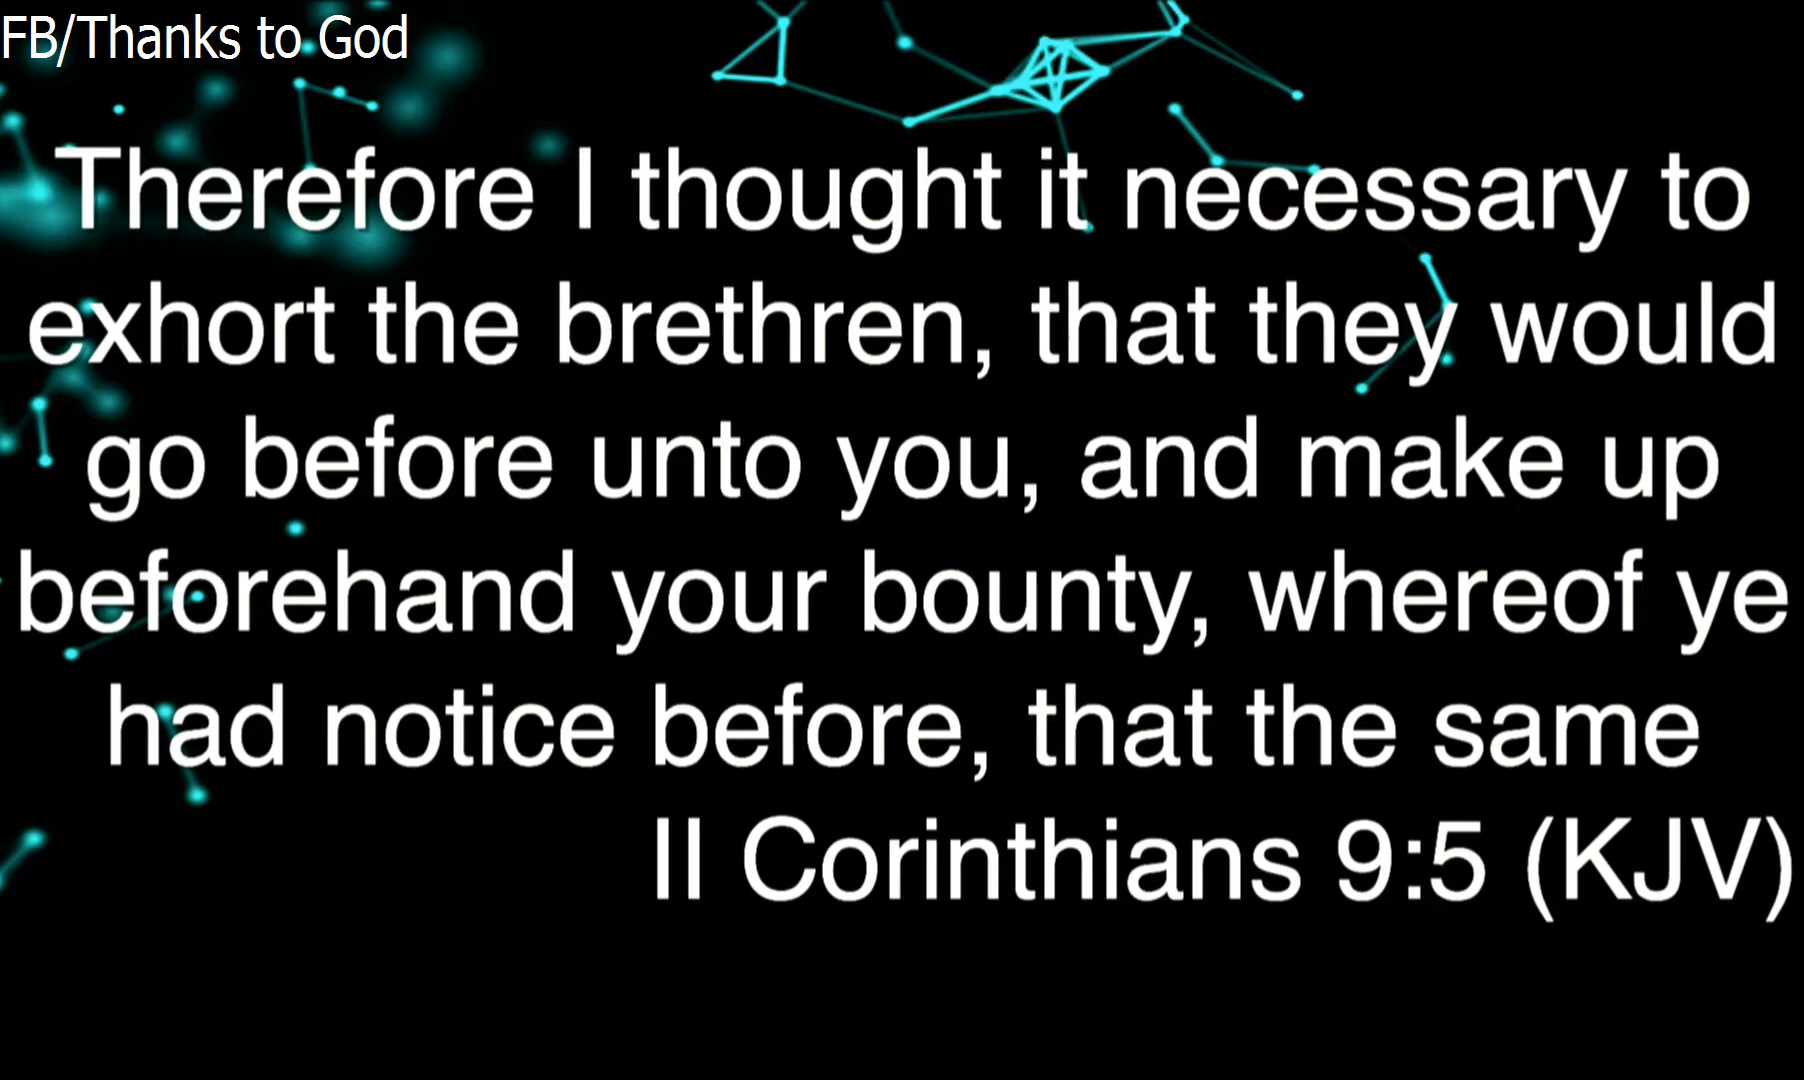 FB/Thanks to God
Therefore I thought it necessary to
exhort the brethren, that they would
go before unto you, and make up
beforehand your bounty, whereof ye
had notice before, that the same
II Corinthians 9:5 (KJV)